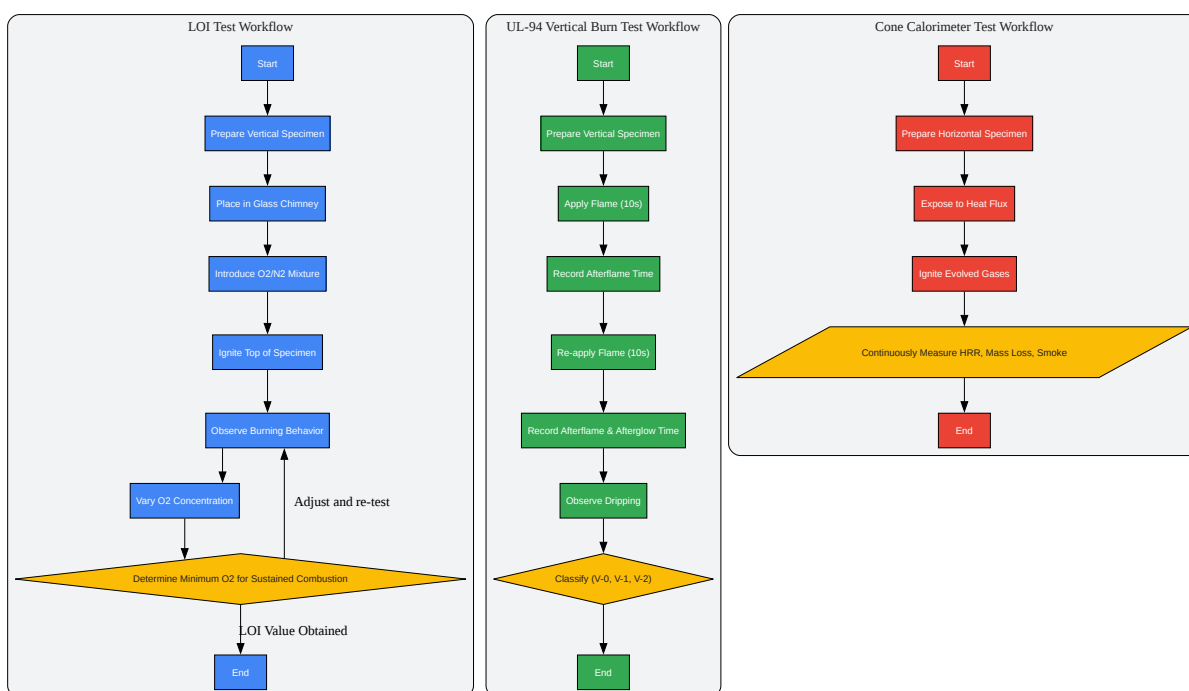 LOI Test Workflow
Start
Prepare Vertical Specimen
Place in Glass Chimney
Introduce O2/N2 Mixture
Ignite Top of Specimen
Observe Burning Behavior
Vary O2 Concentration
Adjust and re-test
Determine Minimum O2 for Sustained Combustion
LOI Value Obtained
End
UL-94 Vertical Burn Test Workflow
Start
Prepare Vertical Specimen
Apply Flame (10s)
Record Afterflame Time
Re-apply Flame (10s)
Record Afterflame & Afterglow Time
Observe Dripping
Classify (V-0, V-1, V-2)
End
Cone Calorimeter Test Workflow
Start
Prepare Horizontal Specimen
Expose to Heat Flux
Ignite Evolved Gases
Continuously Measure HRR, Mass Loss, Smoke
End